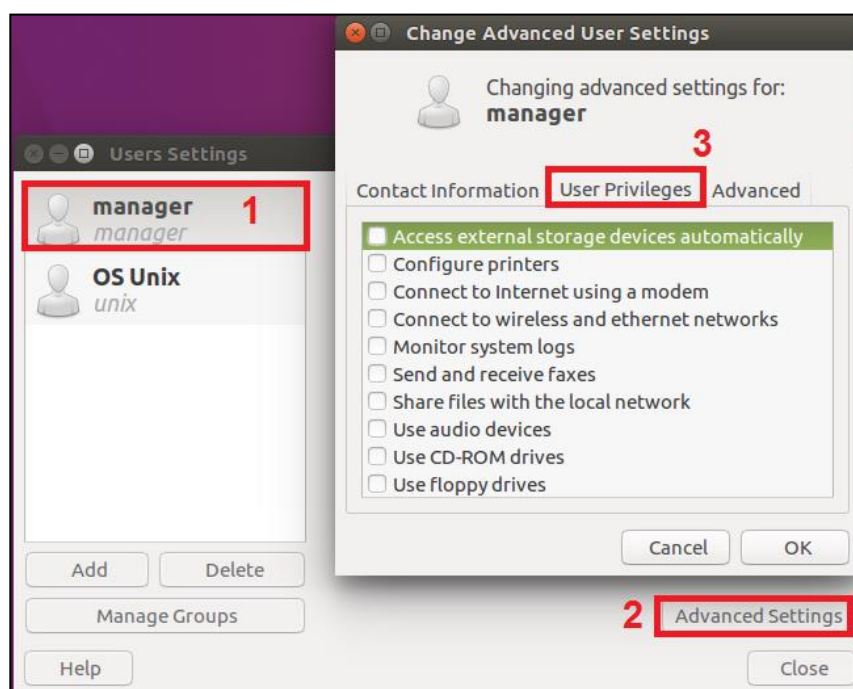 Change Advanced User Settings
Changing advanced settings for:
manager
3
Contact Information User Privileges Advanced
Access external storage devices automatically
Configure printers
Connect to Internet using a modem
Connect to wireless and ethernet networks
Monitor system logs
Send and receive faxes
Share files with the local network
Use audio devices
Use CD-ROM drives
Use floppy drives
Cancel OK
Users Settings
manager 1
manager
OS Unix
unix
Add Delete
Manage Groups
2 Advanced Settings
Help Close